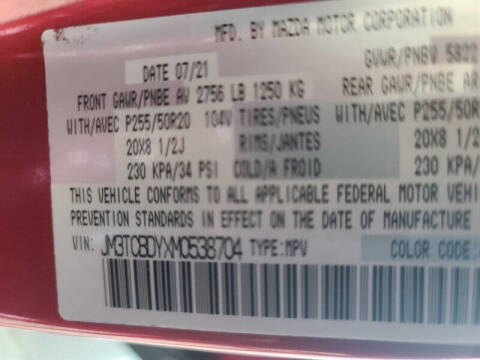 MFD. BY MAZDA MOTOR CORPORATION
DATE 07/21 GVWR/PNBV 5822
FRONT GAWR/PNBE AV 2756 LB 1250 KG REAR GAWR/PNBE AR
WITH/AVEC P255/50R20 104V TIRES/PNEUS WITH/AVEC P255/50R
20X8 1/2J RIMS/JANTES 20X8 1/2
230 KPA/34 PSI COLD/A FROID 230 KPA/
THIS VEHICLE CONFORMS TO ALL APPLICABLE FEDERAL MOTOR VEHIC
PREVENTION STANDARDS IN EFFECT ON THE DATE OF MANUFACTURE
VIN: JM3TCBDYXM0538704 TYPE:MPV COLOR CODE: